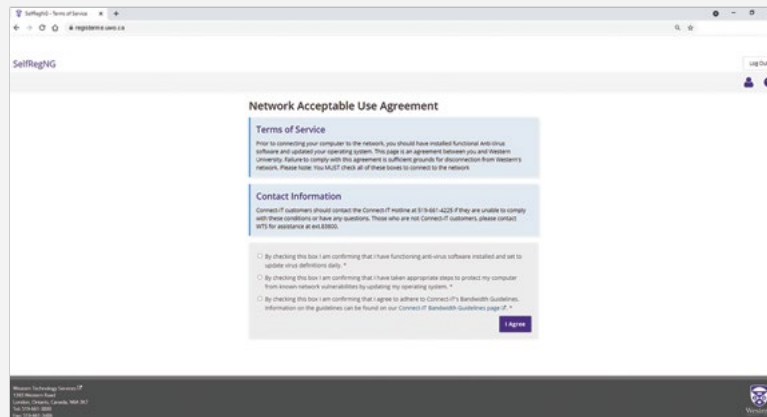 SelfRegNG - Terms of Service
registerme.uwo.ca
SelfRegNG
Log Out
Network Acceptable Use Agreement
Terms of Service
Prior to connecting your computer to the network, you should have installed functional Anti-Virus
software and updated your operating system. This page is an agreement between you and Western
University. Failure to comply with this agreement is sufficient grounds for disconnection from Western's
network. Please Note: You MUST check all of these boxes to connect to the network
Contact Information
Connect-IT customers should contact the Connect-IT Hotline at 519-661-4225 if they are unable to comply
with these conditions or have any questions. Those who are not Connect-IT customers, please contact
WTS for assistance at ext.83800.
By checking this box I am confirming that I have functioning anti-virus software installed and set to
update virus definitions daily. *
By checking this box I am confirming that I have taken appropriate steps to protect my computer
from known network vulnerabilities by updating my operating system. *
By checking this box I am confirming that I agree to adhere to Connect-IT's Bandwidth Guidelines.
Information on the guidelines can be found on our Connect-IT Bandwidth Guidelines page. *
I Agree
Western Technology Services
Western Road
London, Ontario, Canada,
Tel:
Fax:
Western